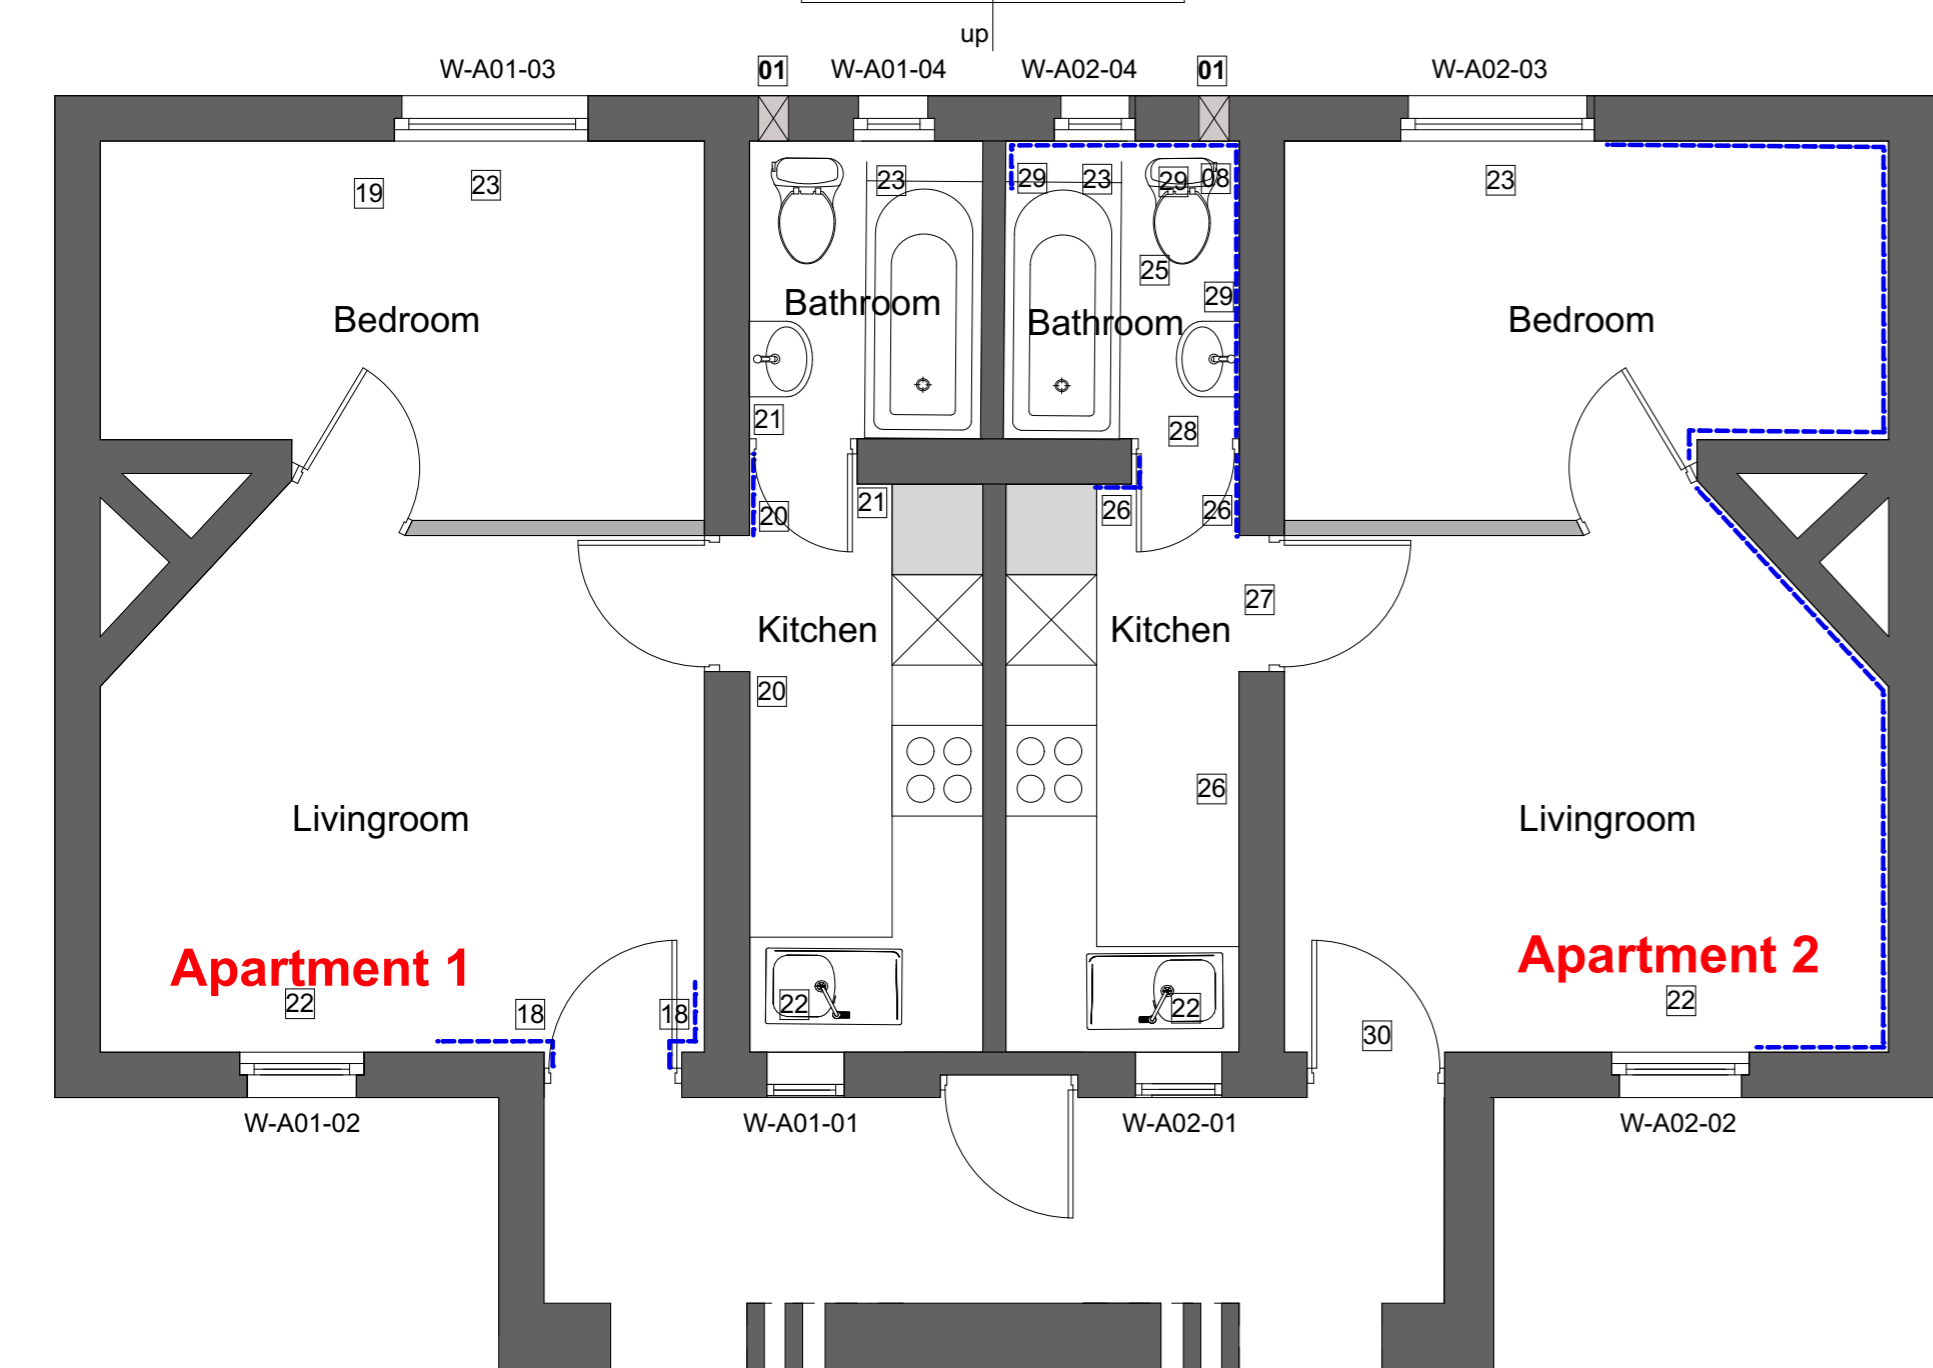 up
W-A01-03 01 W-A01-04 W-A02-04 01 W-A02-03
19 23 23 29 23 29 08 23
25
29
Bedroom Bathroom Bathroom Bedroom
21 28
20 21 26 26
27
Kitchen Kitchen
20
26
Livingroom Livingroom
Apartment 1 Apartment 2
22 18 18 22 22 22
30
W-A01-02 W-A01-01 W-A02-01 W-A02-02